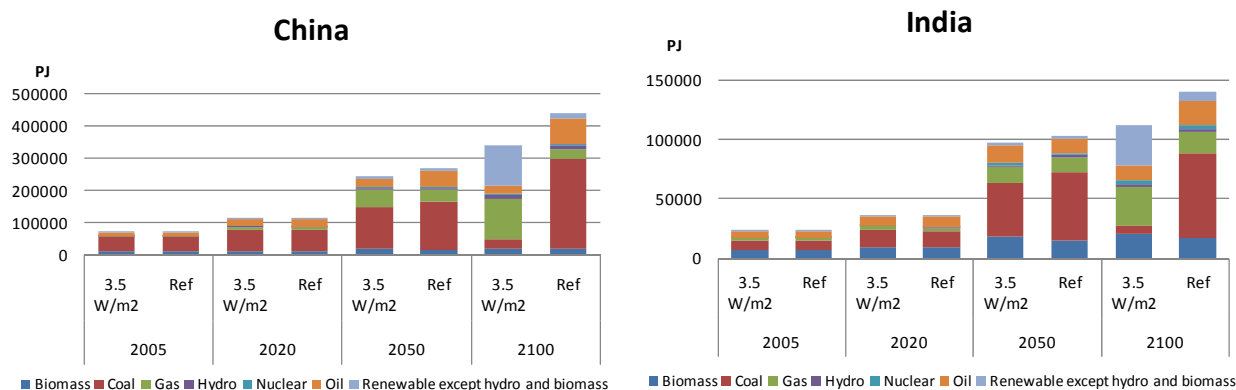 China
PJ
500000
400000
300000
200000
100000
0
3.5 W/m2 Ref 3.5 W/m2 Ref 3.5 W/m2 Ref 3.5 W/m2 Ref
2005 2020 2050 2100
Biomass Coal Gas Hydro Nuclear Oil Renewable except hydro and biomass
India
PJ
150000
100000
50000
0
3.5 W/m2 Ref 3.5 W/m2 Ref 3.5 W/m2 Ref 3.5 W/m2 Ref
2005 2020 2050 2100
Biomass Coal Gas Hydro Nuclear Oil Renewable except hydro and biomass